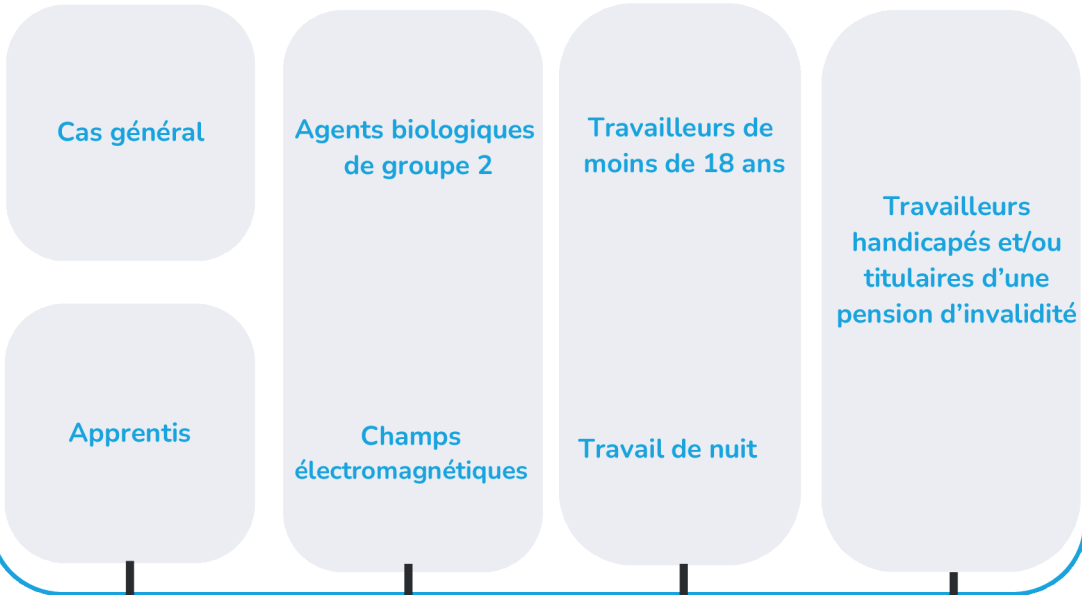 Cas général
Apprentis
Agents biologiques
de groupe 2
Champs
électromagnétiques
Travailleurs de
moins de 18 ans
Travail de nuit
Travailleurs
handicapés et/ou
titulaires d’une
pension d’invalidité